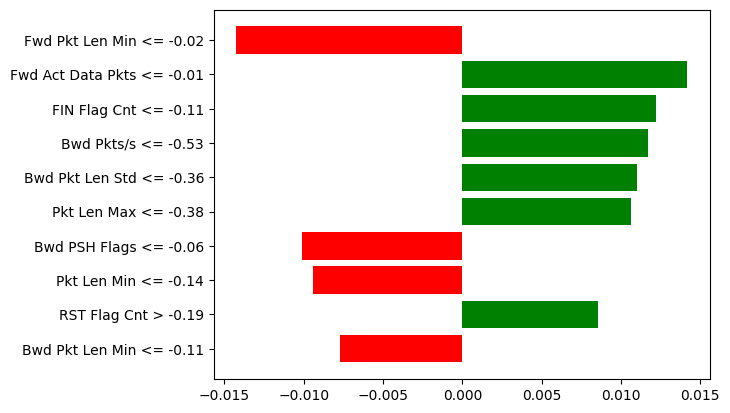 Fwd Pkt Len Min <= -0.02
Fwd Act Data Pkts <= -0.01
FIN Flag Cnt <= -0.11
Bwd Pkts/s <= -0.53
Bwd Pkt Len Std <= -0.36
Pkt Len Max <= -0.38
Bwd PSH Flags <= -0.06
Pkt Len Min <= -0.14
RST Flag Cnt > -0.19
Bwd Pkt Len Min <= -0.11
−0.015 −0.010 −0.005 0.000 0.005 0.010 0.015